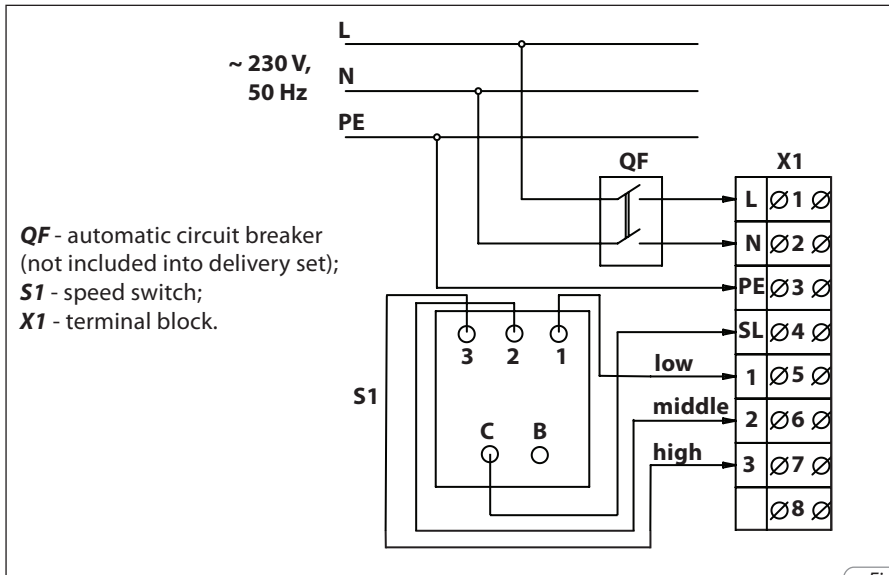 L
~ 230 V,
50 Hz
N
PE
QF
X1
L 1
N 2
PE 3
SL 4
1 5
2 6
3 7
8
QF - automatic circuit breaker
(not included into delivery set);
S1 - speed switch;
X1 - terminal block.
3 2 1
S1
C B
low
middle
high